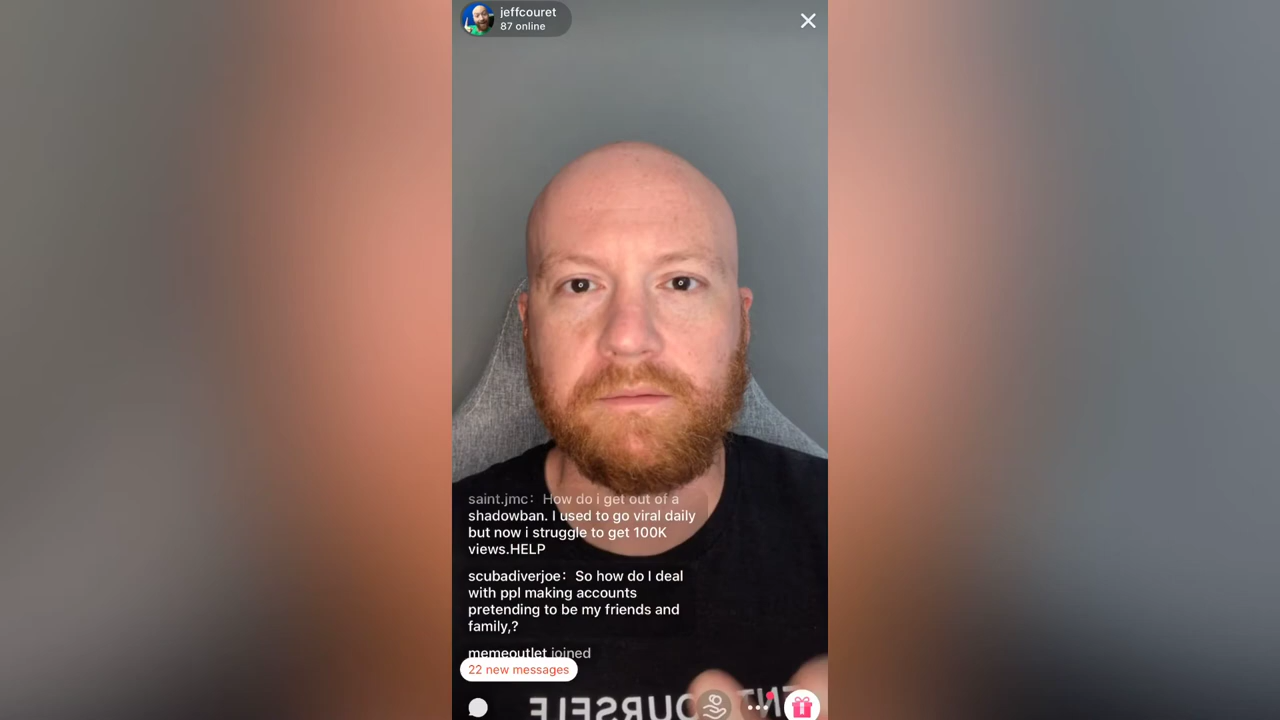 jeffcouret
87 online
saint.jmc: How do i get out of a
shadowban. I used to go viral daily
but now i struggle to get 100K
views.HELP
scubadiverjoe: So how do I deal
with ppl making accounts
pretending to be my friends and
family,?
memeoutlet joined
22 new messages